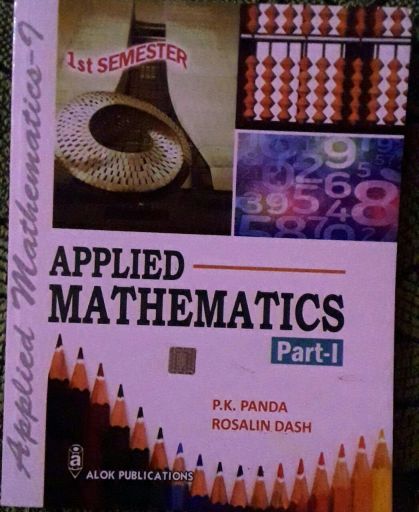 Applied Mathematics-I
1st SEMESTER
APPLIED
MATHEMATICS
Part-I
P.K. PANDA
ROSALIN DASH
ALOK PUBLICATIONS